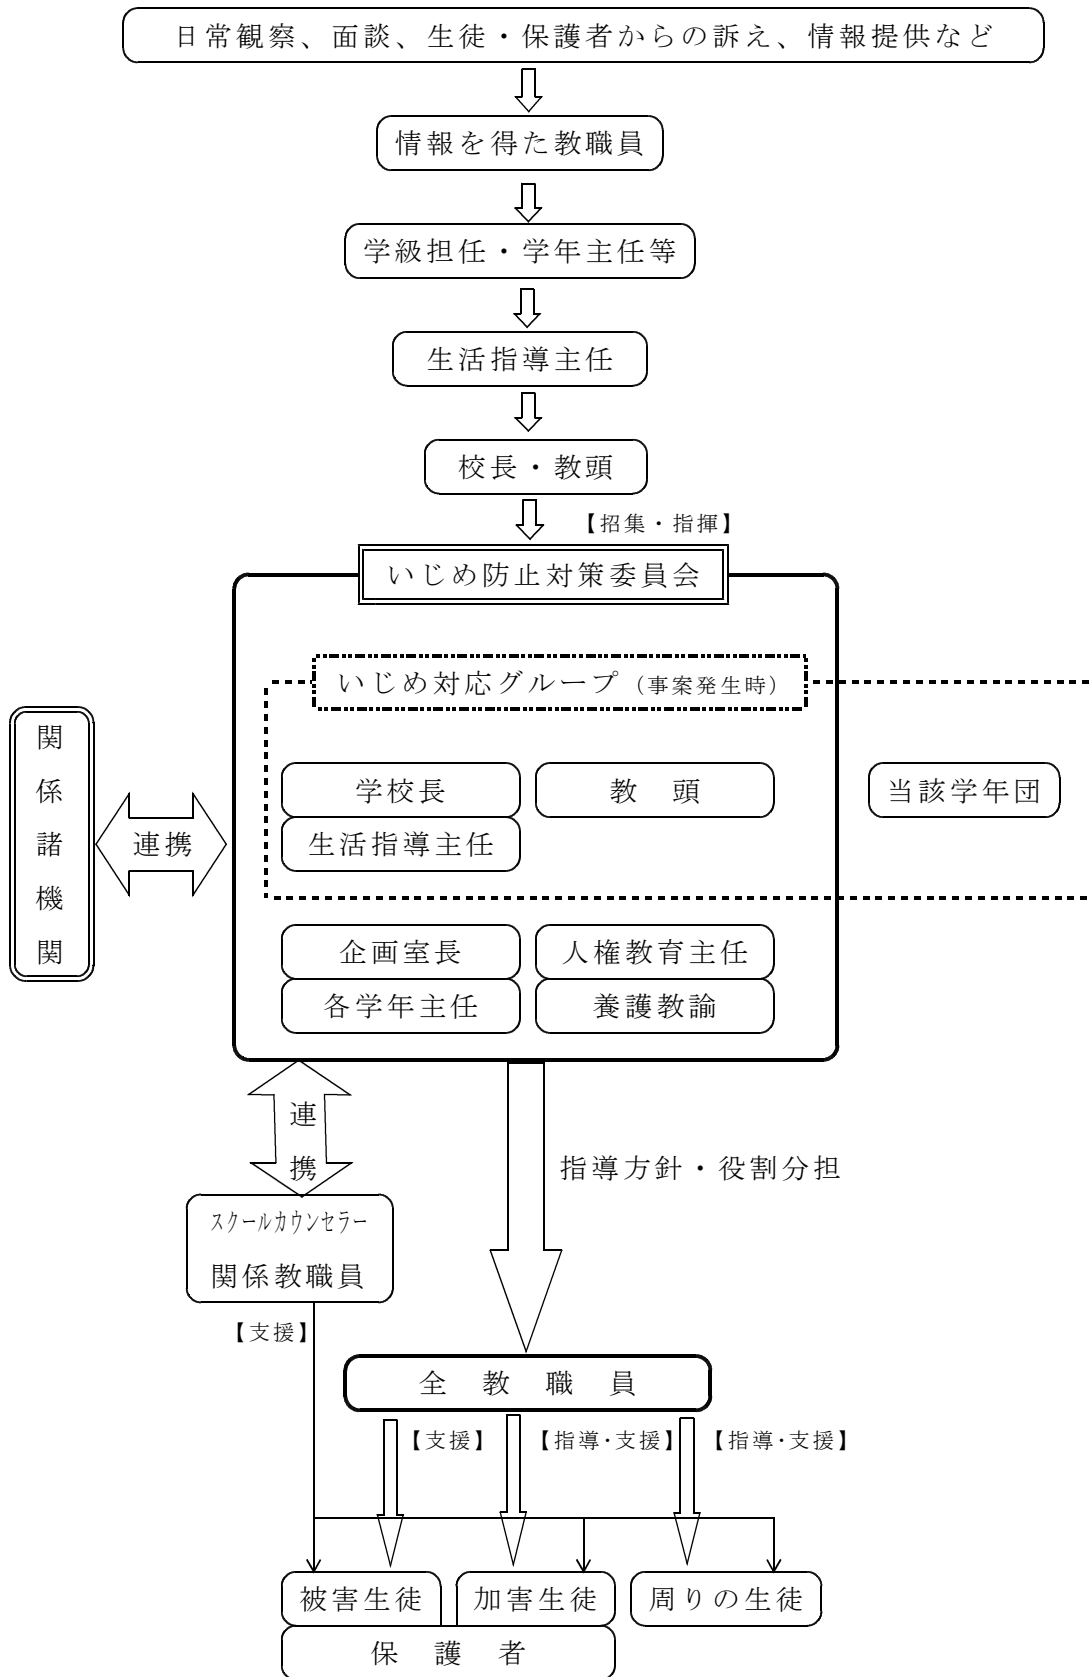 日常観察、面談、生徒・保護者からの訴え、情報提供など
情報を得た教職員
学級担任・学年主任等
生活指導主任
校長・教頭
【招集・指揮】
いじめ防止対策委員会
いじめ対応グループ（事案発生時）
学校長
教　頭
当該学年団
生活指導主任
関係諸機関
連携
企画室長
人権教育主任
各学年主任
養護教諭
連携
指導方針・役割分担
スクールカウンセラー
関係教職員
【支援】
全　教　職　員
【支援】
【指導・支援】
【指導・支援】
被害生徒
加害生徒
周りの生徒
保　護　者